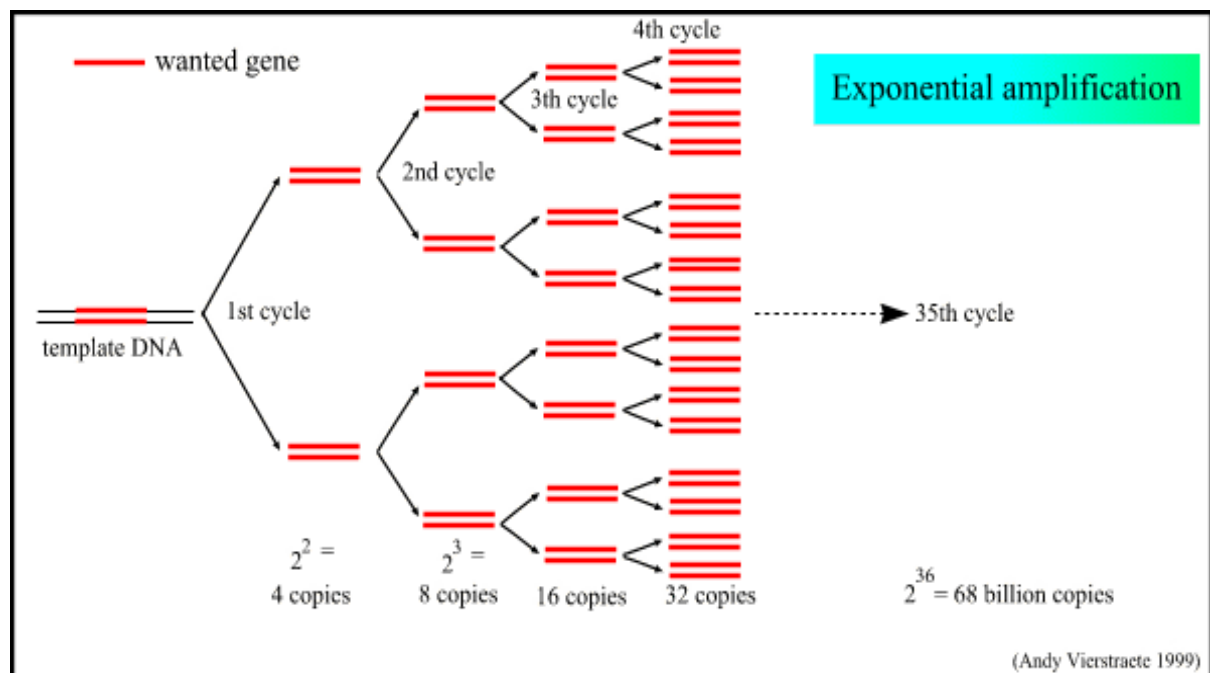 4th cycle
wanted gene
Exponential amplification
3th cycle
2nd cycle
1st cycle
35th cycle
template DNA
2^2 =
4 copies
2^3 =
8 copies
16 copies
32 copies
2^36 = 68 billion copies
(Andy Vierstraete 1999)